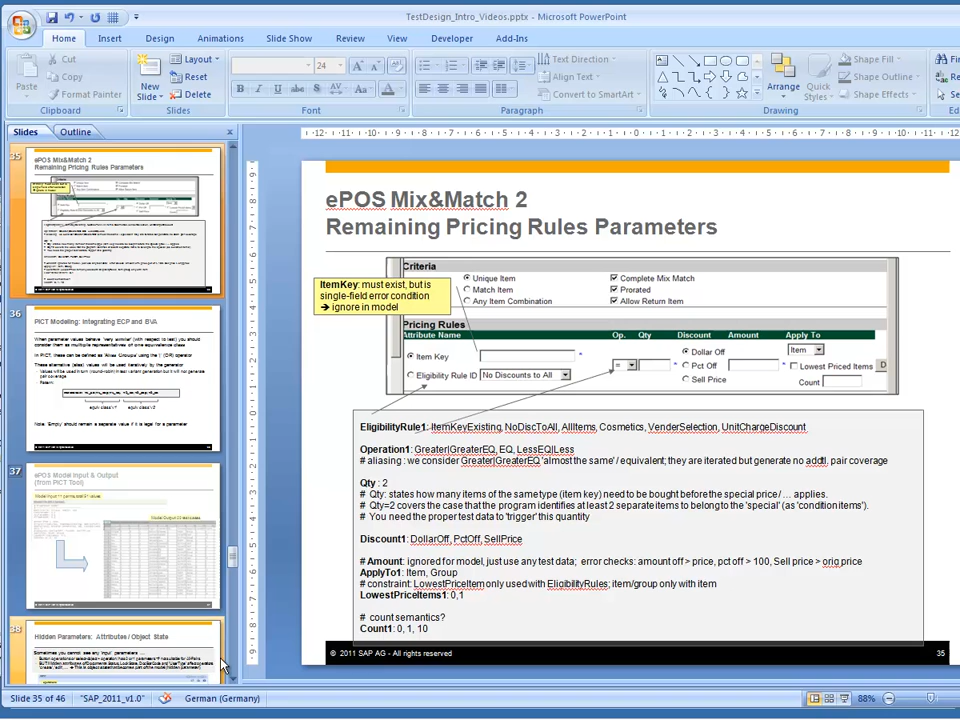 TestDesign_Intro_Videos.pptx - Microsoft PowerPoint
Home Insert Design Animations Slide Show Review View Developer Add-Ins
Cut
Copy
Format Painter
Paste
Clipboard
New
Slide
Layout
Reset
Delete
Slides
24
B I U abc S AV Aa A
Font
Text Direction
Align Text
Convert to SmartArt
Paragraph
Arrange
Quick
Styles
Shape Fill
Shape Outline
Shape Effects
Drawing
Slides Outline
35
ePOS Mix&Match 2
Remaining Pricing Rules Parameters
36
PICT Modeling: Integrating ECP and BVA
37
ePOS Model Input & Output
(from PICT Tool)
38
Hidden Parameters: Attributes / Object State
ePOS Mix&Match 2
Remaining Pricing Rules Parameters
ItemKey: must exist, but is
single-field error condition
➔ ignore in model
Criteria
Unique Item
Match Item
Any Item Combination
Complete Mix Match
Prorated
Allow Return Item
Pricing Rules
Attribute Name Op. Qty Discount Amount Apply To
Item Key *
Eligibility Rule ID No Discounts to All
= *
Dollar Off
Pct Off
Sell Price
*
Item
Lowest Priced Items
Count
EligibilityRule1: ItemKeyExisting, NoDiscToAll, AllItems, Cosmetics, VenderSelection, UnitChargeDiscount
Operation1: Greater|GreaterEQ, EQ, LessEQ|Less
# aliasing : we consider Greater|GreaterEQ 'almost the same' / equivalent; they are iterated but generate no addtl, pair coverage
Qty : 2
# Qty: states how many items of the same type (item key) need to be bought before the special price / … applies.
# Qty=2 covers the case that the program identifies at least 2 separate items to belong to the 'special' (as 'condition items').
# You need the proper test data to 'trigger' this quantity
Discount1: DollarOff, PctOff, SellPrice
# Amount: ignored for model, just use any test data; error checks: amount off > price, pct off > 100, Sell price > orig price
ApplyTo1: Item, Group
# constraint: LowestPriceItem only used with EligibilityRules; item/group only with item
LowestPriceItems1: 0,1
# count semantics?
Count1: 0, 1, 10
© 2011 SAP AG - All rights reserved 35
Slide 35 of 46 "SAP_2011_v1.0" German (Germany) 88%